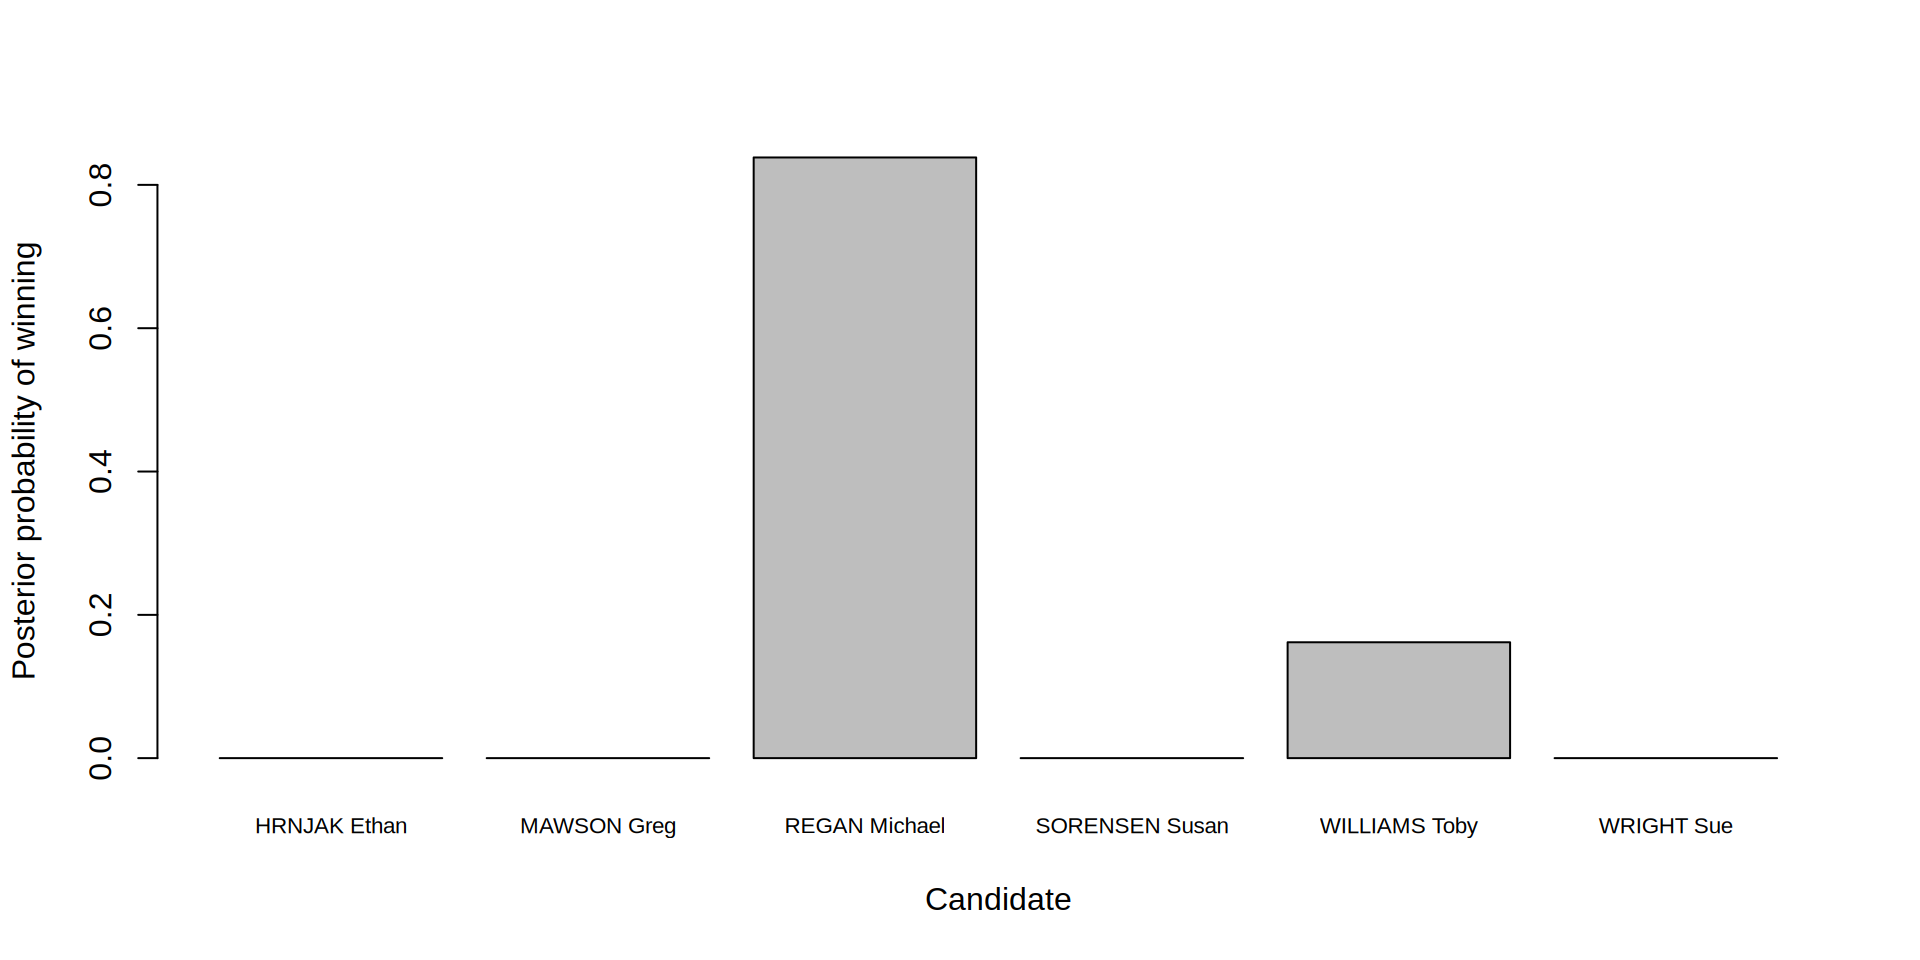 Posterior probability of winning
0.8
0.6
0.4
0.2
0.0
HRNJAK Ethan
MAWSON Greg
REGAN Michael
SORENSEN Susan
WILLIAMS Toby
WRIGHT Sue
Candidate